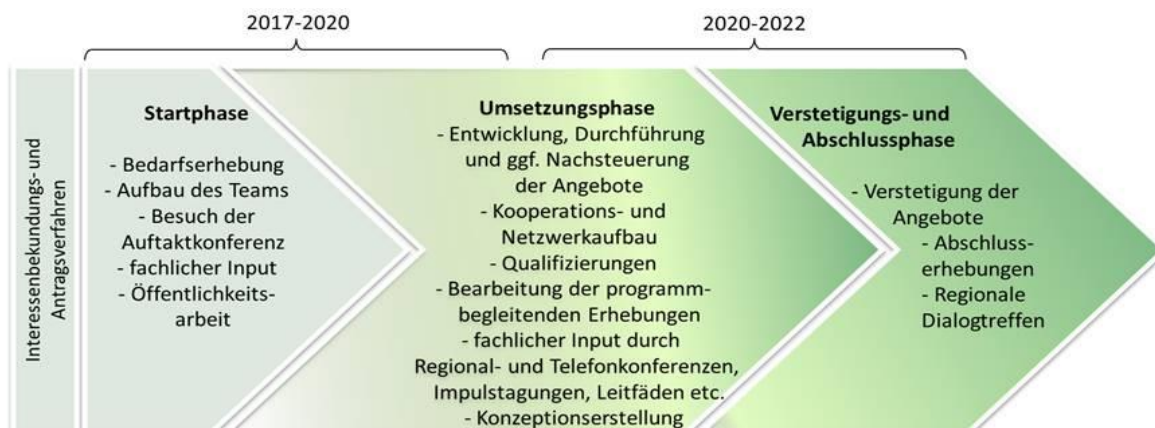 2017-2020
2020-2022
Interessenbekundungs- und
Antragsverfahren
Startphase
- Bedarfserhebung
- Aufbau des Teams
- Besuch der
Auftaktkonferenz
- fachlicher Input
- Öffentlichkeits-
arbeit
Umsetzungsphase
- Entwicklung, Durchführung
und ggf. Nachsteuerung
der Angebote
- Kooperations- und
Netzwerkaufbau
- Qualifizierungen
- Bearbeitung der programm-
begleitenden Erhebungen
- fachlicher Input durch
Regional- und Telefonkonferenzen,
Impulstagungen, Leitfäden etc.
- Konzeptionserstellung
Verstetigungs- und
Abschlussphase
- Verstetigung der
Angebote
- Abschluss-
erhebungen
- Regionale
Dialogtreffen